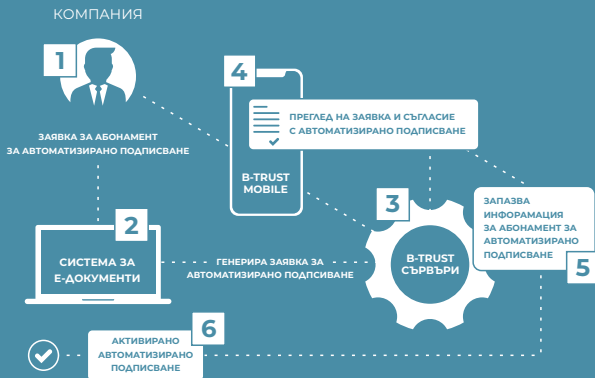 КОМПАНИЯ
1
ЗАЯВКА ЗА АБОНАМЕНТ
ЗА АВТОМАТИЗИРАНО ПОДПИСВАНЕ
2
СИСТЕМА ЗА
Е-ДОКУМЕНТИ
ГЕНЕРИРА ЗАЯВКА ЗА
АВТОМАТИЗИРАНО ПОДПСИВАНЕ
3
B-TRUST
СЪРВЪРИ
4
ПРЕГЛЕД НА ЗАЯВКА И СЪГЛАСИЕ
С АВТОМАТИЗИРАНО ПОДПИСВАНЕ
B-TRUST
MOBILE
ЗАПАЗВА
ИНФОРАМАЦИЯ
ЗА АБОНАМЕНТ ЗА
АВТОМАТИЗИРАНО
ПОДПИСВАНЕ
5
6
АКТИВИРАНО
АВТОМАТИЗИРАНО
ПОДПИСВАНЕ